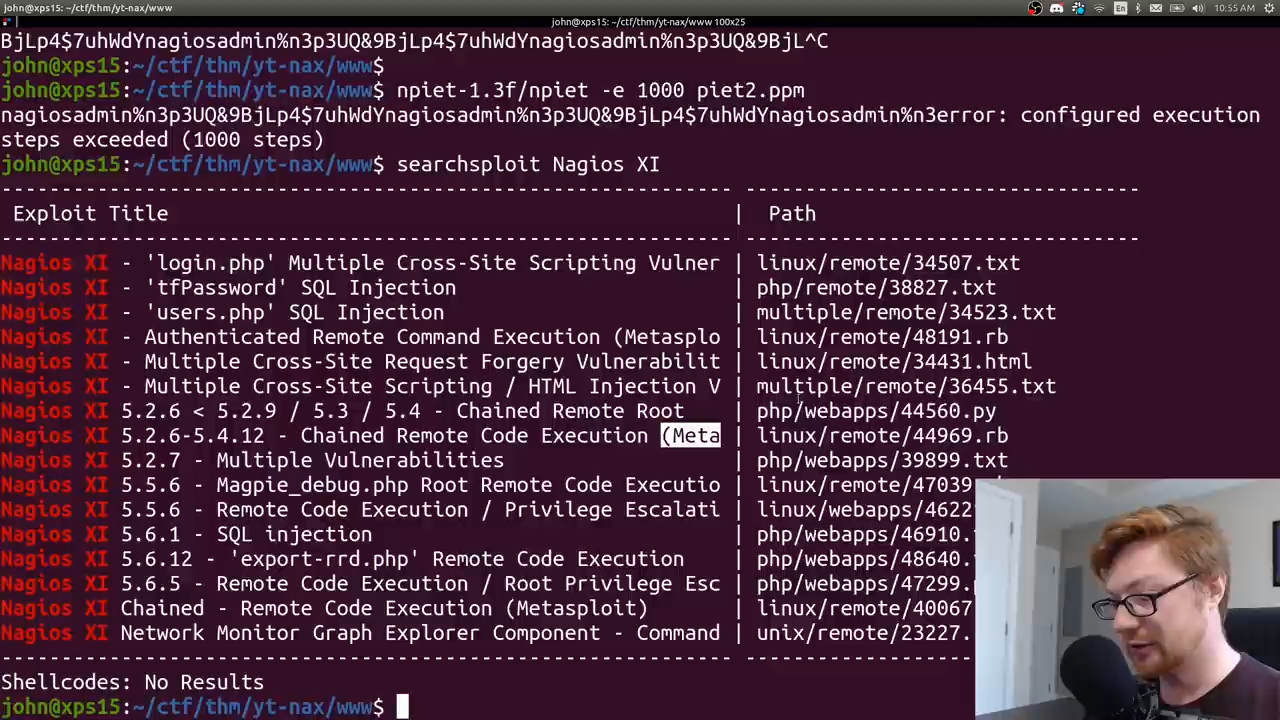 john@xps15: ~/ctf/thm/yt-nax/www
En
10:55 AM
john@xps15: ~/ctf/thm/yt-nax/www 100x25
BjLp4$7uhWdYnagiosadmin%n3p3UQ&9BjLp4$7uhWdYnagiosadmin%n3p3UQ&9BjL^C
john@xps15:~/ctf/thm/yt-nax/www$
john@xps15:~/ctf/thm/yt-nax/www$ npiet-1.3f/npiet -e 1000 piet2.ppm
nagiosadmin%n3p3UQ&9BjLp4$7uhWdYnagiosadmin%n3p3UQ&9BjLp4$7uhWdYnagiosadmin%n3error: configured execution
steps exceeded (1000 steps)
john@xps15:~/ctf/thm/yt-nax/www$ searchsploit Nagios XI
Exploit Title | Path
Nagios XI - 'login.php' Multiple Cross-Site Scripting Vulner | linux/remote/34507.txt
Nagios XI - 'tfPassword' SQL Injection | php/remote/38827.txt
Nagios XI - 'users.php' SQL Injection | multiple/remote/34523.txt
Nagios XI - Authenticated Remote Command Execution (Metasplo | linux/remote/48191.rb
Nagios XI - Multiple Cross-Site Request Forgery Vulnerabilit | linux/remote/34431.html
Nagios XI - Multiple Cross-Site Scripting / HTML Injection V | multiple/remote/36455.txt
Nagios XI 5.2.6 < 5.2.9 / 5.3 / 5.4 - Chained Remote Root | php/webapps/44560.py
Nagios XI 5.2.6-5.4.12 - Chained Remote Code Execution (Meta | linux/remote/44969.rb
Nagios XI 5.2.7 - Multiple Vulnerabilities | php/webapps/39899.txt
Nagios XI 5.5.6 - Magpie_debug.php Root Remote Code Executio | linux/remote/47039
Nagios XI 5.5.6 - Remote Code Execution / Privilege Escalati | linux/webapps/4622
Nagios XI 5.6.1 - SQL injection | php/webapps/46910.
Nagios XI 5.6.12 - 'export-rrd.php' Remote Code Execution | php/webapps/48640.
Nagios XI 5.6.5 - Remote Code Execution / Root Privilege Esc | php/webapps/47299.
Nagios XI Chained - Remote Code Execution (Metasploit) | linux/remote/40067
Nagios XI Network Monitor Graph Explorer Component - Command | unix/remote/23227.
Shellcodes: No Results
john@xps15:~/ctf/thm/yt-nax/www$